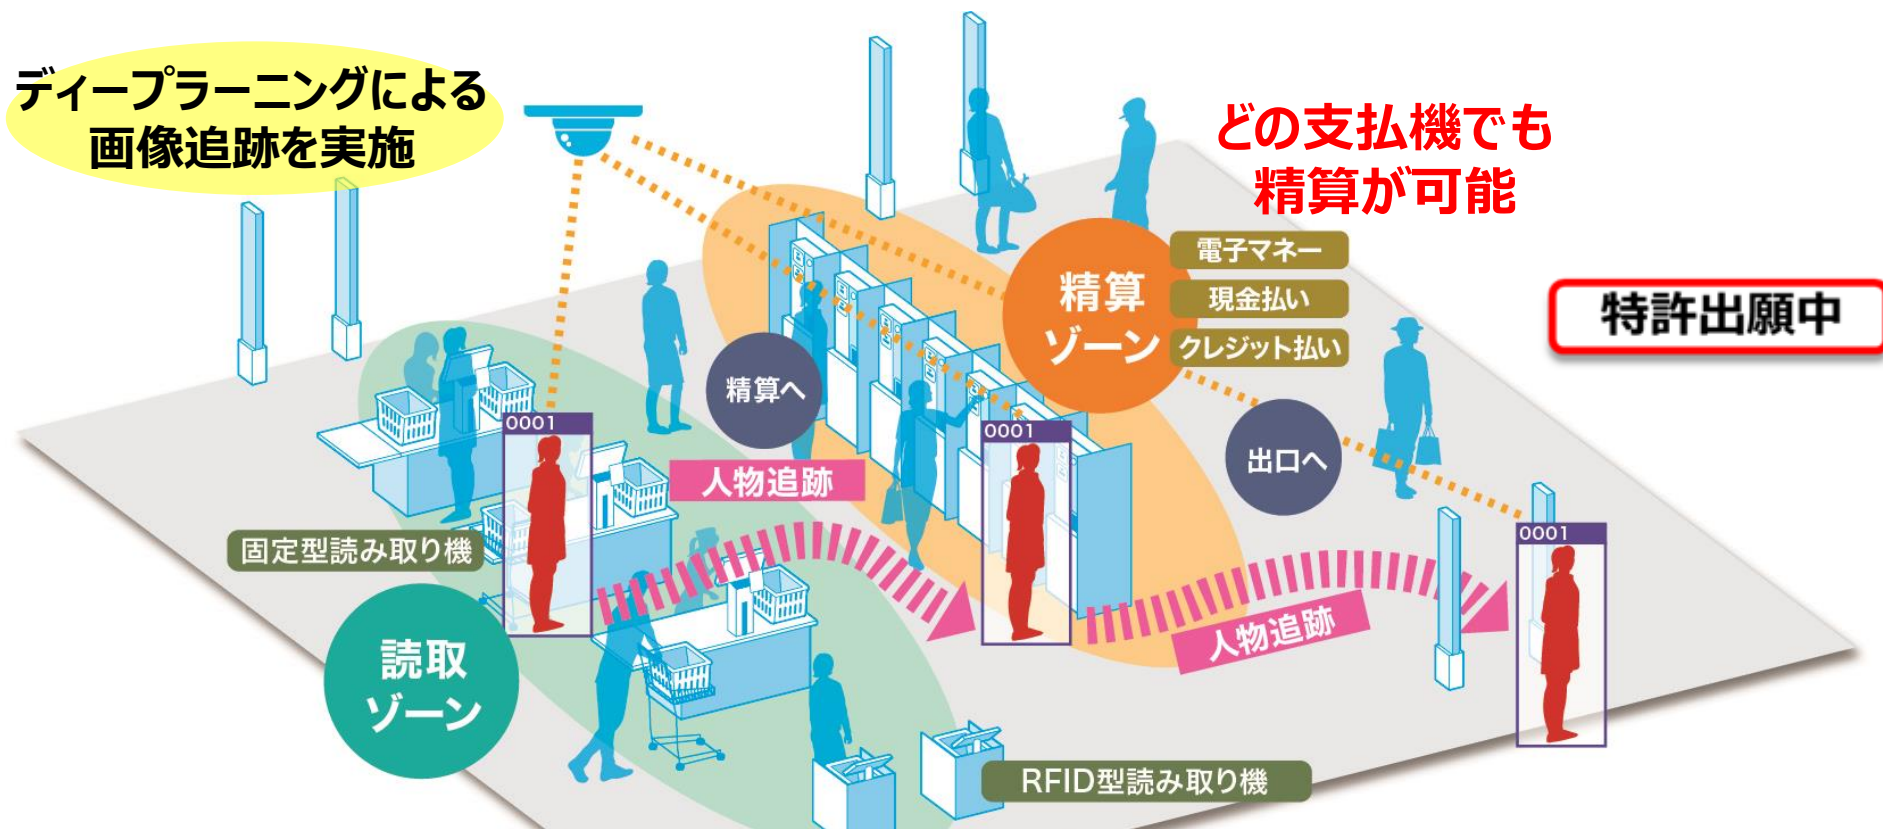 ディープラーニングによる
画像追跡を実施
どの支払機でも
精算が可能
精算
ゾーン
電子マネー
現金払い
クレジット払い
特許出願中
精算へ
0001
0001
出口へ
人物追跡
0001
固定型読み取り機
人物追跡
読取
ゾーン
RFID型読み取り機